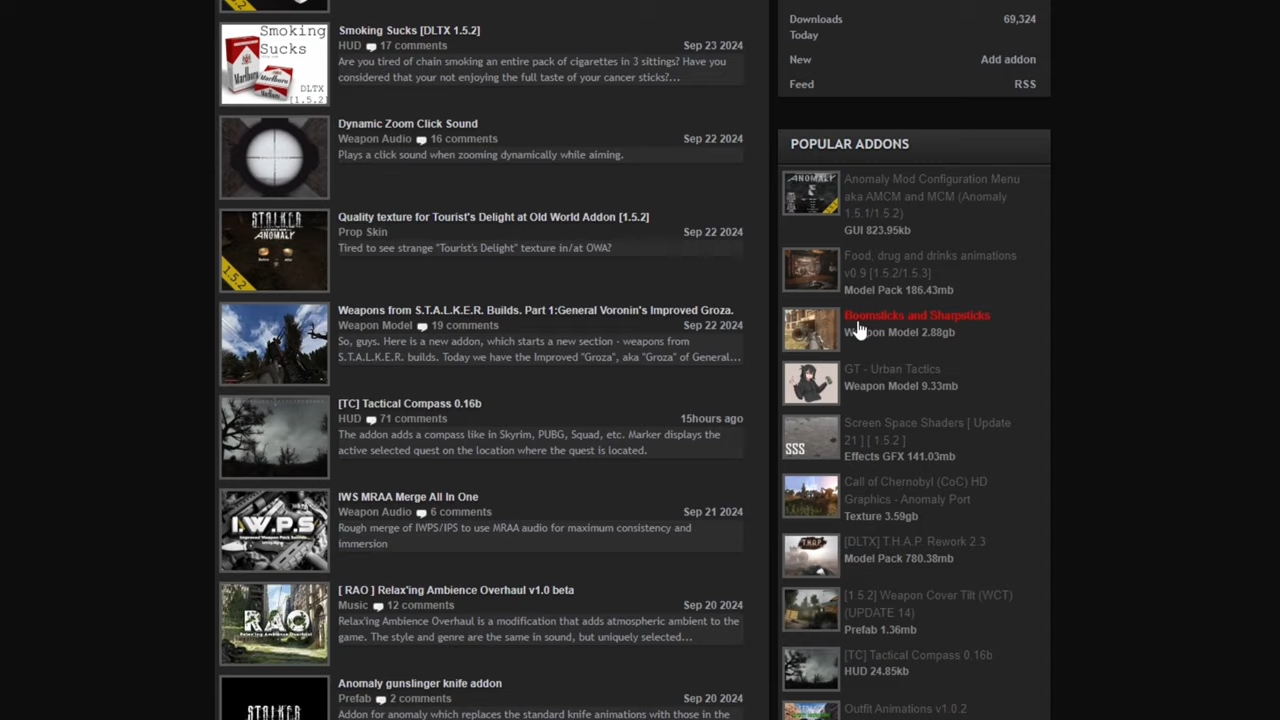 Smoking Sucks [DLTX 1.5.2]
HUD 17 comments Sep 23 2024
Are you tired of chain smoking an entire pack of cigarettes in 3 sittings? Have you
considered that your not enjoying the full taste of your cancer sticks?...
Smoking
Sucks
Marlboro
DLTX
[1.5.2]
Dynamic Zoom Click Sound
Weapon Audio 16 comments Sep 22 2024
Plays a click sound when zooming dynamically while aiming.
Quality texture for Tourist's Delight at Old World Addon [1.5.2]
Prop Skin Sep 22 2024
Tired to see strange "Tourist's Delight" texture in/at OWA?
S.T.A.L.K.E.R.
ANOMALY
1.5.2
Weapons from S.T.A.L.K.E.R. Builds. Part 1:General Voronin's Improved Groza.
Weapon Model 19 comments Sep 22 2024
So, guys. Here is a new addon, which starts a new section - weapons from
S.T.A.L.K.E.R. builds. Today we have the Improved "Groza", aka "Groza" of General...
[TC] Tactical Compass 0.16b
HUD 71 comments 15hours ago
The addon adds a compass like in Skyrim, PUBG, Squad, etc. Marker displays the
active selected quest on the location where the quest is located.
IWS MRAA Merge All In One
Weapon Audio 6 comments Sep 21 2024
Rough merge of IWPS/IPS to use MRAA audio for maximum consistency and
immersion
I.W.P.S
[ RAO ] Relax'ing Ambience Overhaul v1.0 beta
Music 12 comments Sep 20 2024
Relax'ing Ambience Overhaul is a modification that adds atmospheric ambient to the
game. The style and genre are the same in sound, but uniquely selected...
RAO
Relax'ing Ambience Overhaul
Anomaly gunslinger knife addon
Prefab 2 comments Sep 20 2024
Addon for anomaly which replaces the standard knife animations with those in the
S.T.A.L.K.E.R.
Downloads 69,324
Today
New Add addon
Feed RSS
POPULAR ADDONS
ANOMALY
Anomaly Mod Configuration Menu
aka AMCM and MCM (Anomaly
1.5.1/1.5.2)
GUI 823.95kb
Food, drug and drinks animations
v0.9 [1.5.2/1.5.3]
Model Pack 186.43mb
Boomsticks and Sharpsticks
Weapon Model 2.88gb
GT - Urban Tactics
Weapon Model 9.33mb
Screen Space Shaders [ Update
21 ] [ 1.5.2 ]
Effects GFX 141.03mb
SSS
Call of Chernobyl (CoC) HD
Graphics - Anomaly Port
Texture 3.59gb
[DLTX] T.H.A.P. Rework 2.3
Model Pack 780.38mb
T.H.A.P.
[1.5.2] Weapon Cover Tilt (WCT)
(UPDATE 14)
Prefab 1.36mb
[TC] Tactical Compass 0.16b
HUD 24.85kb
Outfit Animations v1.0.2